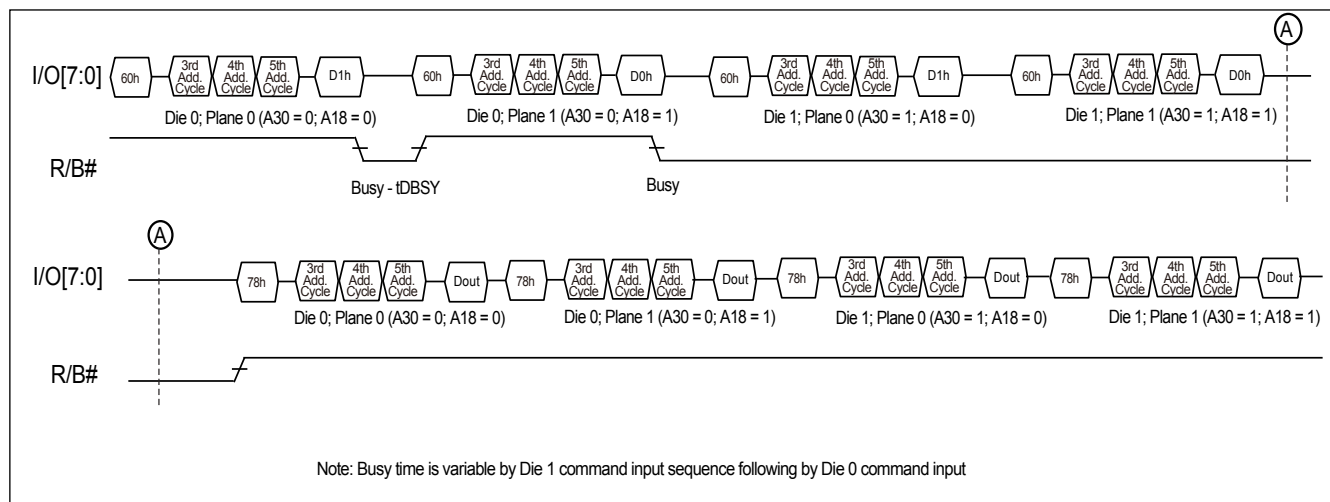 A
I/O[7:0]
60h 3rd Add. Cycle 4th Add. Cycle 5th Add. Cycle D1h 60h 3rd Add. Cycle 4th Add. Cycle 5th Add. Cycle D0h 60h 3rd Add. Cycle 4th Add. Cycle 5th Add. Cycle D1h 60h 3rd Add. Cycle 4th Add. Cycle 5th Add. Cycle D0h
Die 0; Plane 0 (A30 = 0; A18 = 0) Die 0; Plane 1 (A30 = 0; A18 = 1) Die 1; Plane 0 (A30 = 1; A18 = 0) Die 1; Plane 1 (A30 = 1; A18 = 1)
R/B#
Busy - tDBSY Busy
A
I/O[7:0]
78h 3rd Add. Cycle 4th Add. Cycle 5th Add. Cycle Dout 78h 3rd Add. Cycle 4th Add. Cycle 5th Add. Cycle Dout 78h 3rd Add. Cycle 4th Add. Cycle 5th Add. Cycle Dout 78h 3rd Add. Cycle 4th Add. Cycle 5th Add. Cycle Dout
Die 0; Plane 0 (A30 = 0; A18 = 0) Die 0; Plane 1 (A30 = 0; A18 = 1) Die 1; Plane 0 (A30 = 1; A18 = 0) Die 1; Plane 1 (A30 = 1; A18 = 1)
R/B#
Note: Busy time is variable by Die 1 command input sequence following by Die 0 command input